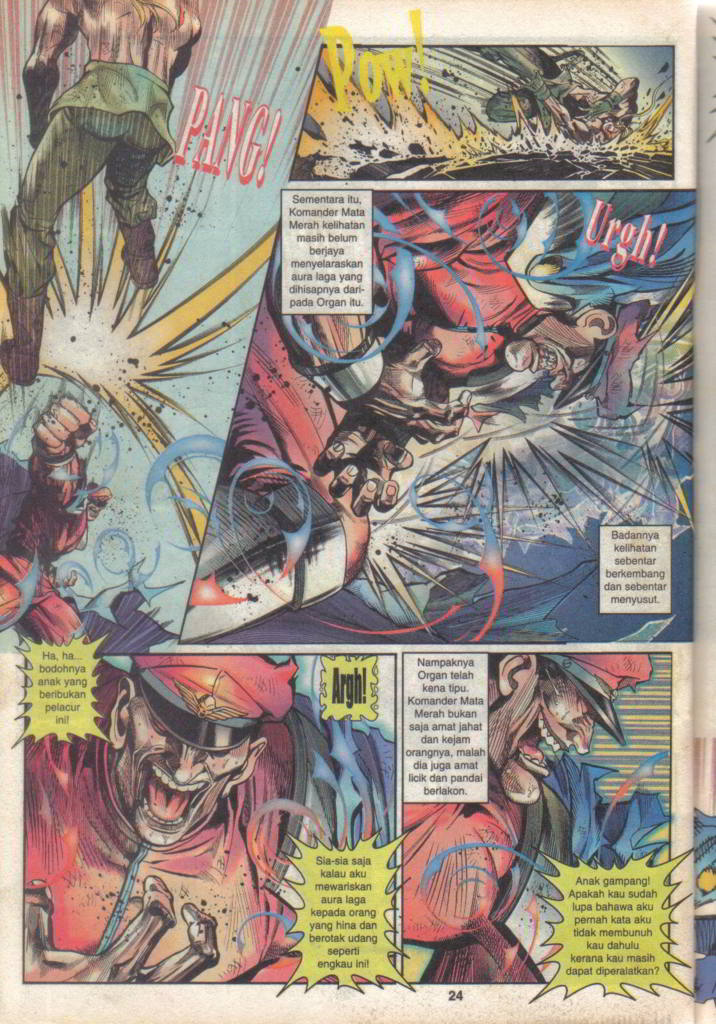 PANG!
Pow!
Sementara itu,
Komander Mata
Merah kelihatan
masih belum
berjaya
menyelaraskan
aura laga yang
dihisapnya dari-
pada Organ itu.
Urgh!
Badannya
kelihatan
sebentar
berkembang
dan sebentar
menyusut.
Ha, ha...
bodohnya
anak yang
beribukan
pelacur
ini!
Argh!
Sia-sia saja
kalau aku
mewariskan
aura laga
kepada orang
yang hina dan
berotak udang
seperti
engkau ini!
Nampaknya
Organ telah
kena tipu.
Komander Mata
Merah bukan
saja amat jahat
dan kejam
orangnya, malah
dia juga amat
licik dan pandai
berlakon.
Anak gampang!
Apakah kau sudah
lupa bahawa aku
pernah kata aku
tidak membunuh
kau dahulu
kerana kau masih
dapat diperalatkan?
24